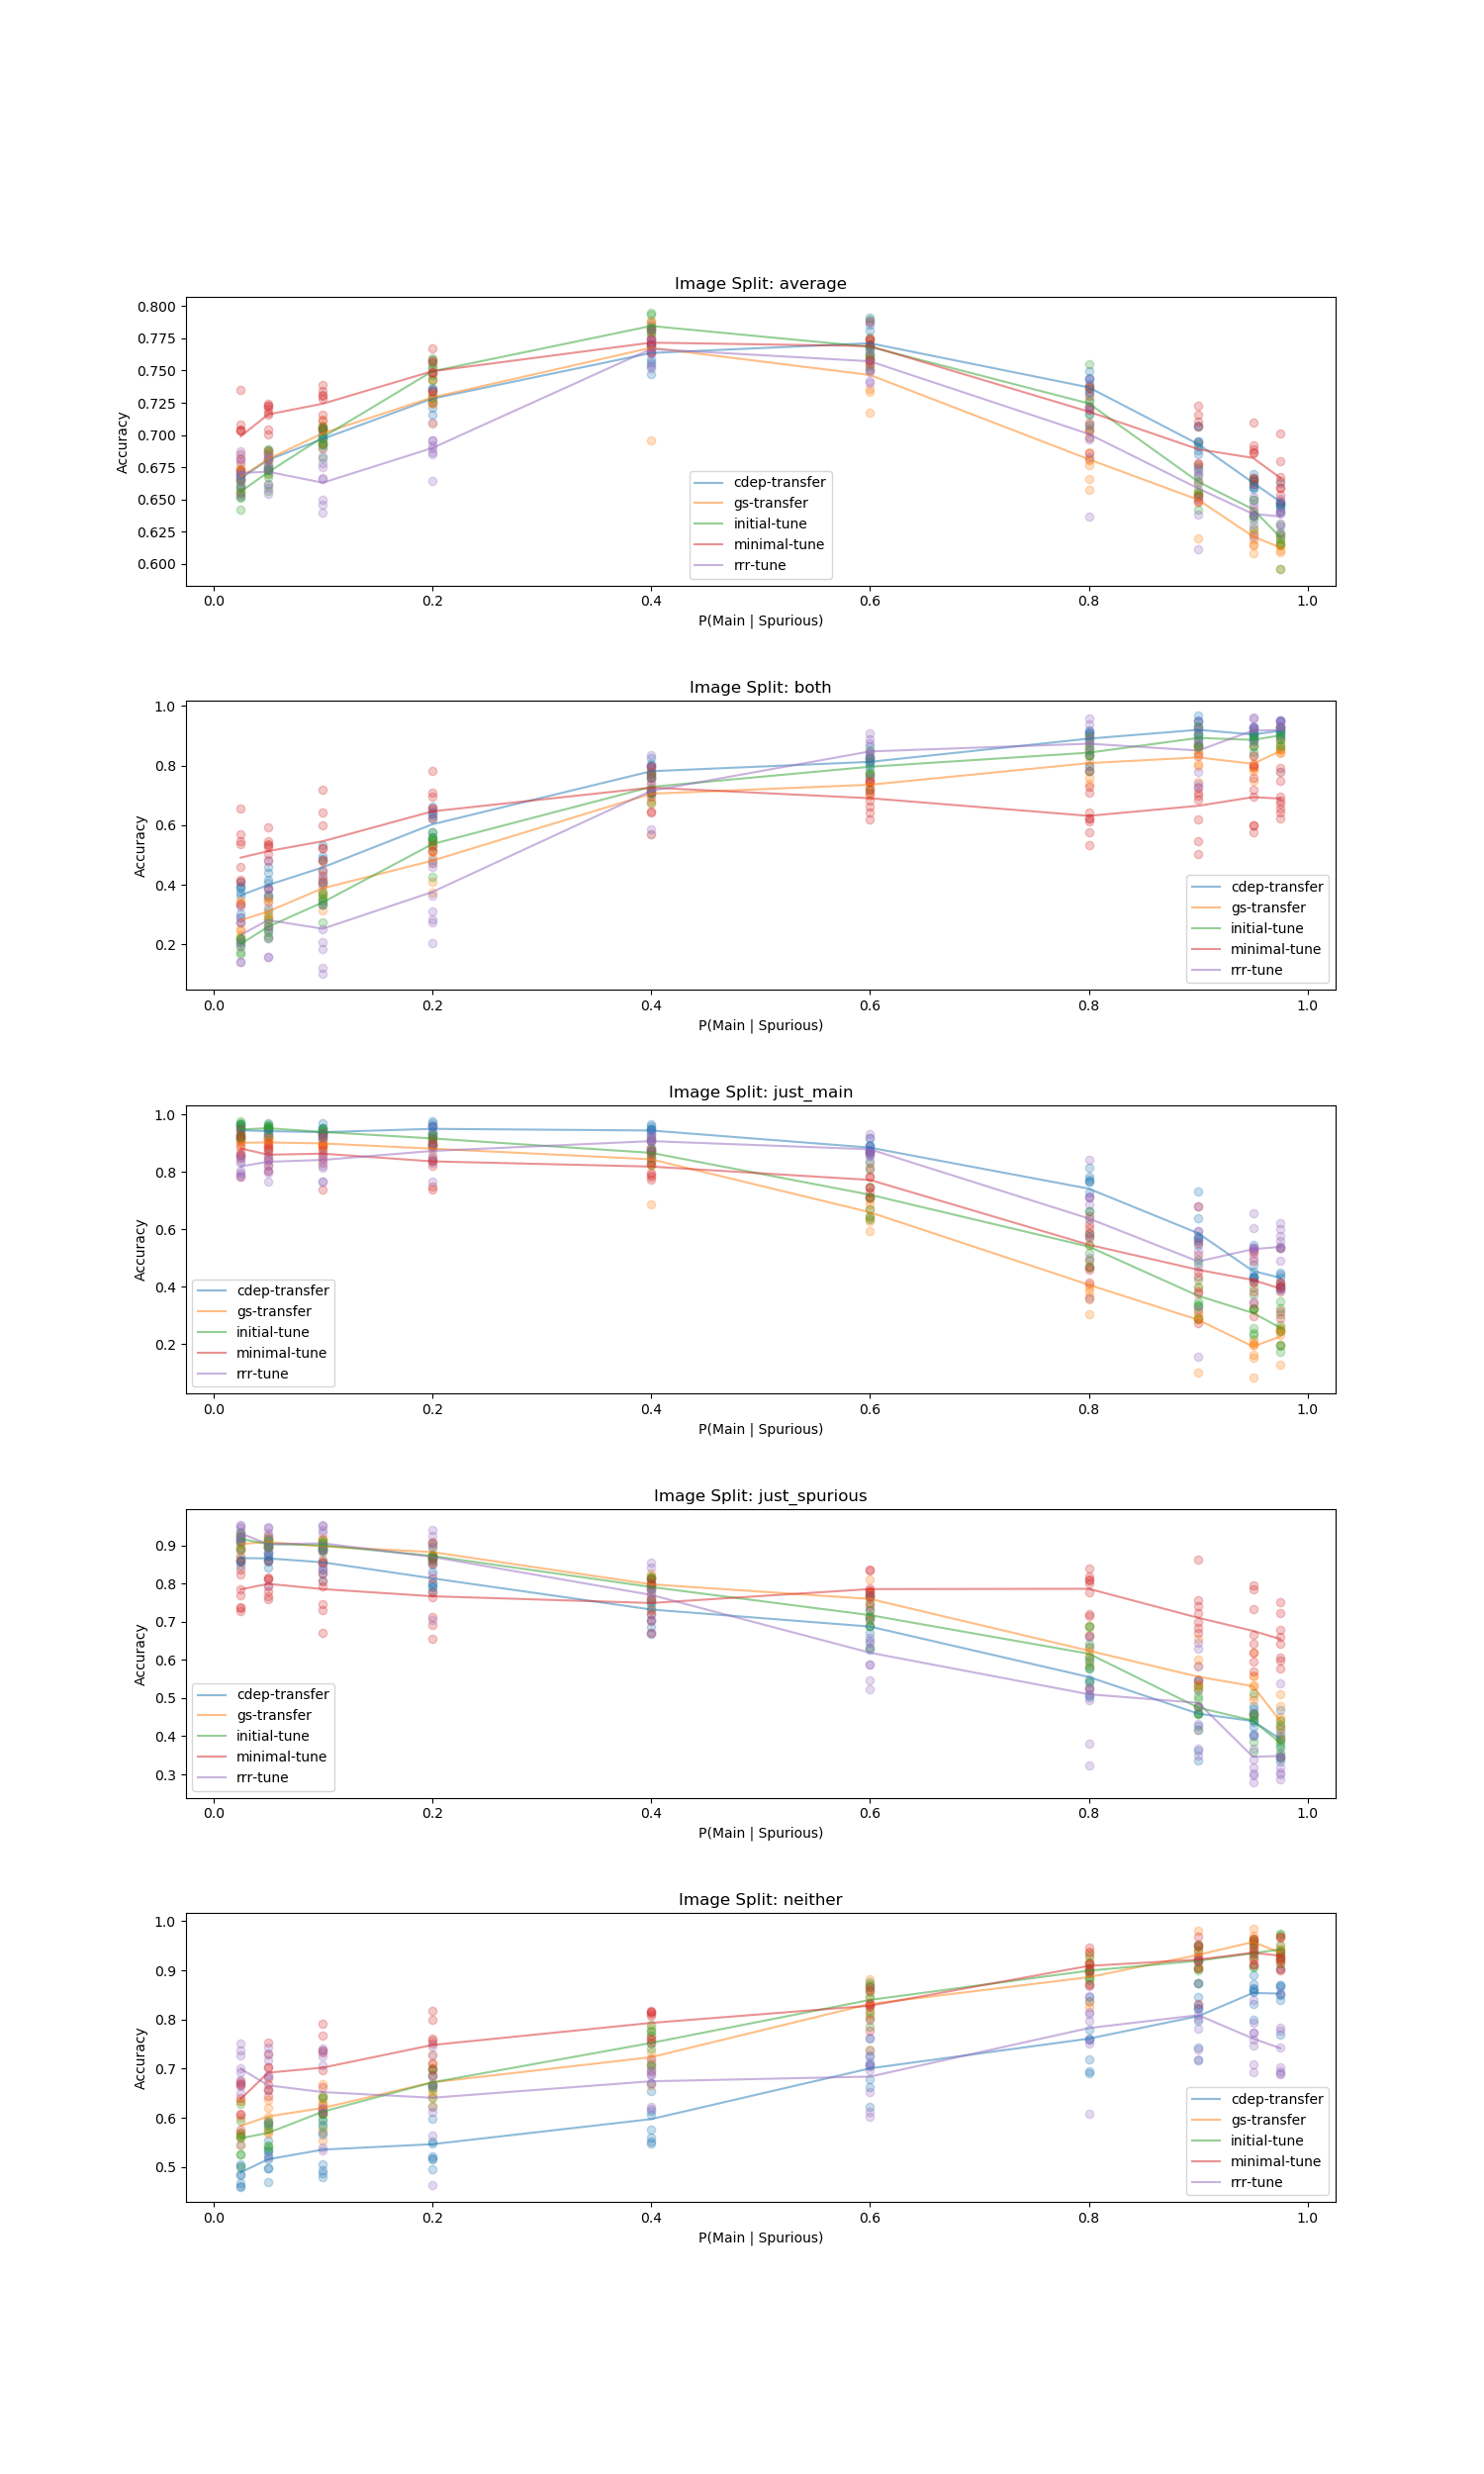 Image Split: average
Accuracy
0.800
0.775
0.750
0.725
0.700
0.675
0.650
0.625
0.600
cdep-transfer
gs-transfer
initial-tune
minimal-tune
rrr-tune
0.0 0.2 0.4 0.6 0.8 1.0
P(Main | Spurious)
Image Split: both
Accuracy
1.0
0.8
0.6
0.4
0.2
cdep-transfer
gs-transfer
initial-tune
minimal-tune
rrr-tune
0.0 0.2 0.4 0.6 0.8 1.0
P(Main | Spurious)
Image Split: just_main
Accuracy
1.0
0.8
0.6
0.4
0.2
cdep-transfer
gs-transfer
initial-tune
minimal-tune
rrr-tune
0.0 0.2 0.4 0.6 0.8 1.0
P(Main | Spurious)
Image Split: just_spurious
Accuracy
0.9
0.8
0.7
0.6
0.5
0.4
0.3
cdep-transfer
gs-transfer
initial-tune
minimal-tune
rrr-tune
0.0 0.2 0.4 0.6 0.8 1.0
P(Main | Spurious)
Image Split: neither
Accuracy
1.0
0.9
0.8
0.7
0.6
0.5
cdep-transfer
gs-transfer
initial-tune
minimal-tune
rrr-tune
0.0 0.2 0.4 0.6 0.8 1.0
P(Main | Spurious)